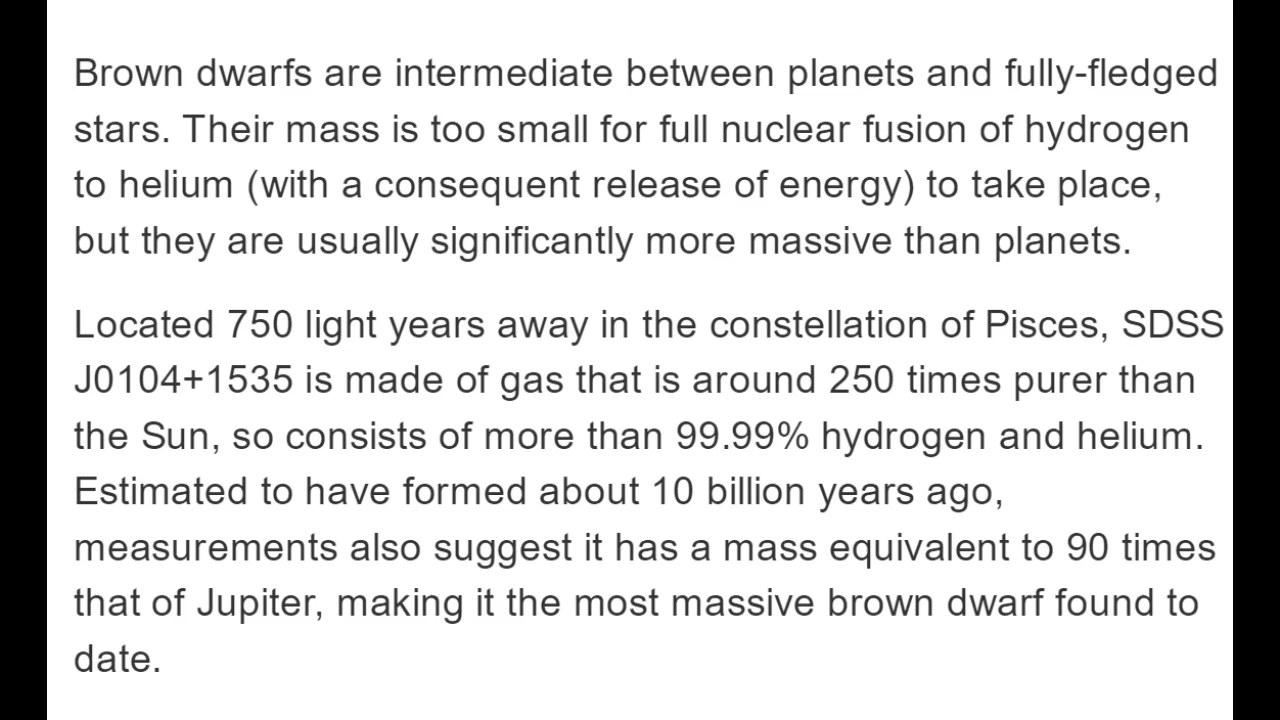 Brown dwarfs are intermediate between planets and fully-fledged
stars. Their mass is too small for full nuclear fusion of hydrogen
to helium (with a consequent release of energy) to take place,
but they are usually significantly more massive than planets.
Located 750 light years away in the constellation of Pisces, SDSS
J0104+1535 is made of gas that is around 250 times purer than
the Sun, so consists of more than 99.99% hydrogen and helium.
Estimated to have formed about 10 billion years ago,
measurements also suggest it has a mass equivalent to 90 times
that of Jupiter, making it the most massive brown dwarf found to
date.